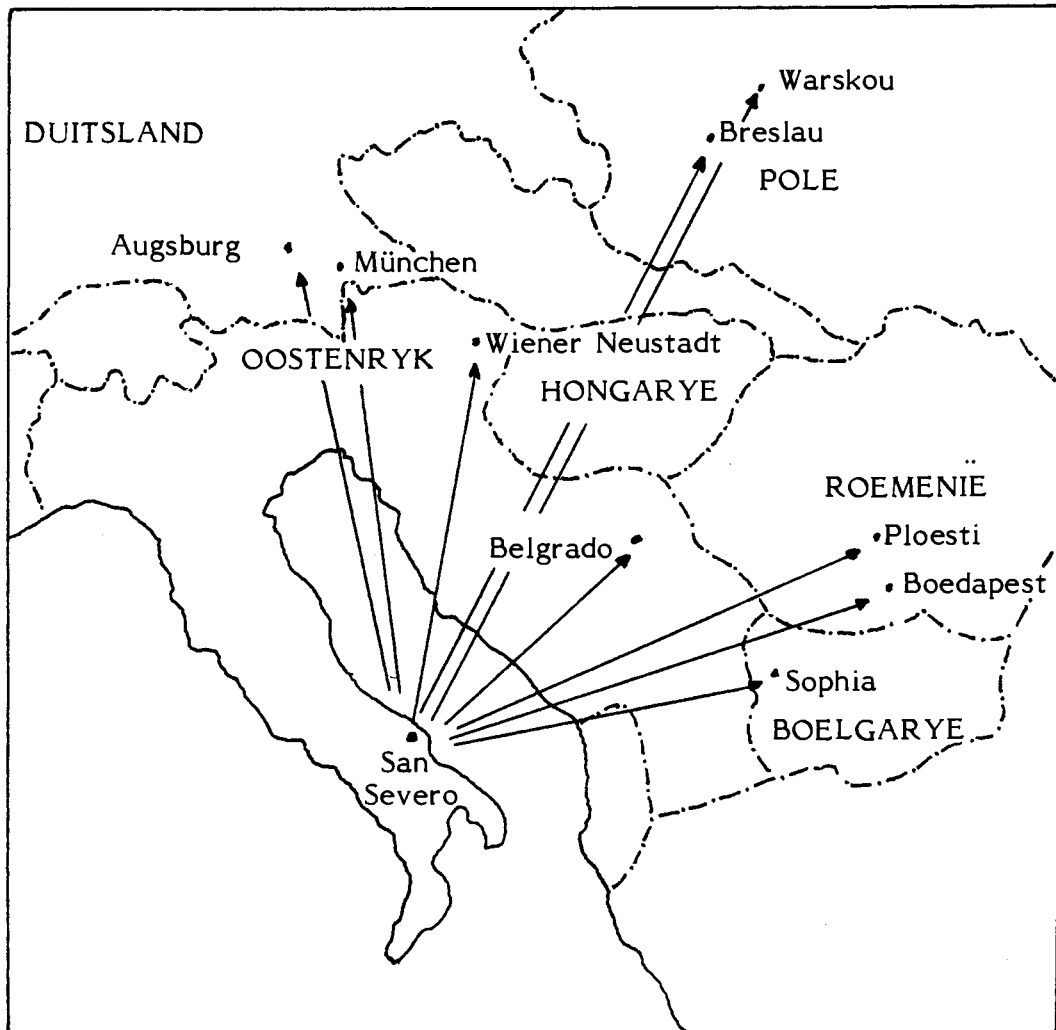 Warskou
DUITSLAND
Breslau
POLE
Augsburg
München
OOSTENRYK
Wiener Neustadt
HONGARYE
ROEMENIË
Belgrado
Ploesti
Boedapest
Sophia
BOELGARYE
San
Severo